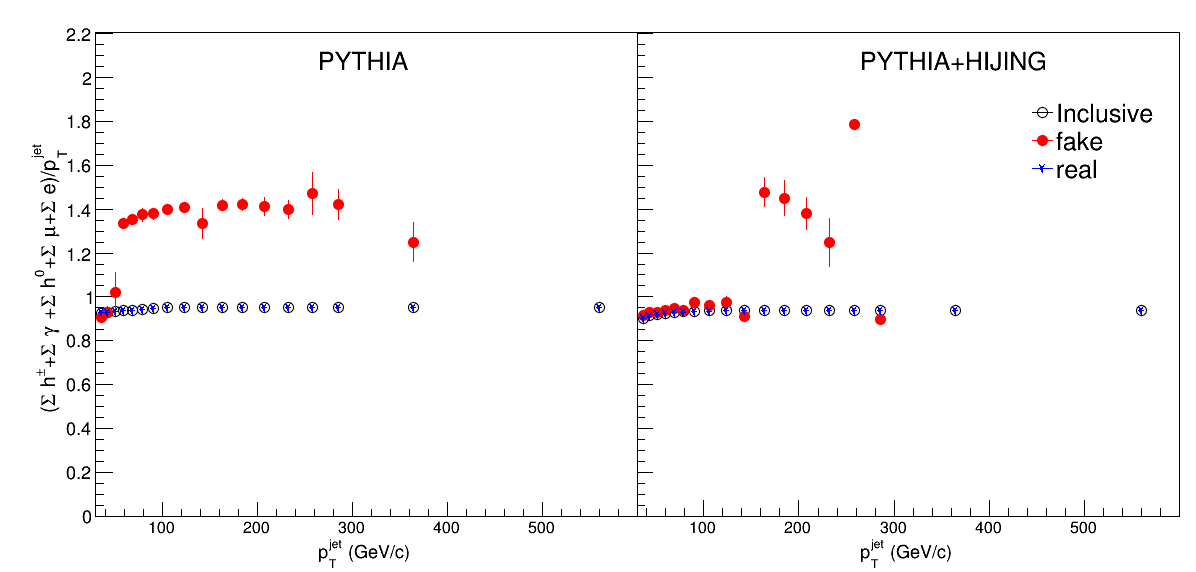 PYTHIA
PYTHIA+HIJING
Inclusive
fake
real
(Σ h±+Σ γ +Σ h0+Σ μ+Σ e)/pTjet
2.2
2
1.8
1.6
1.4
1.2
1
0.8
0.6
0.4
0.2
0
100 200 300 400 500
100 200 300 400 500
pTjet (GeV/c)
pTjet (GeV/c)